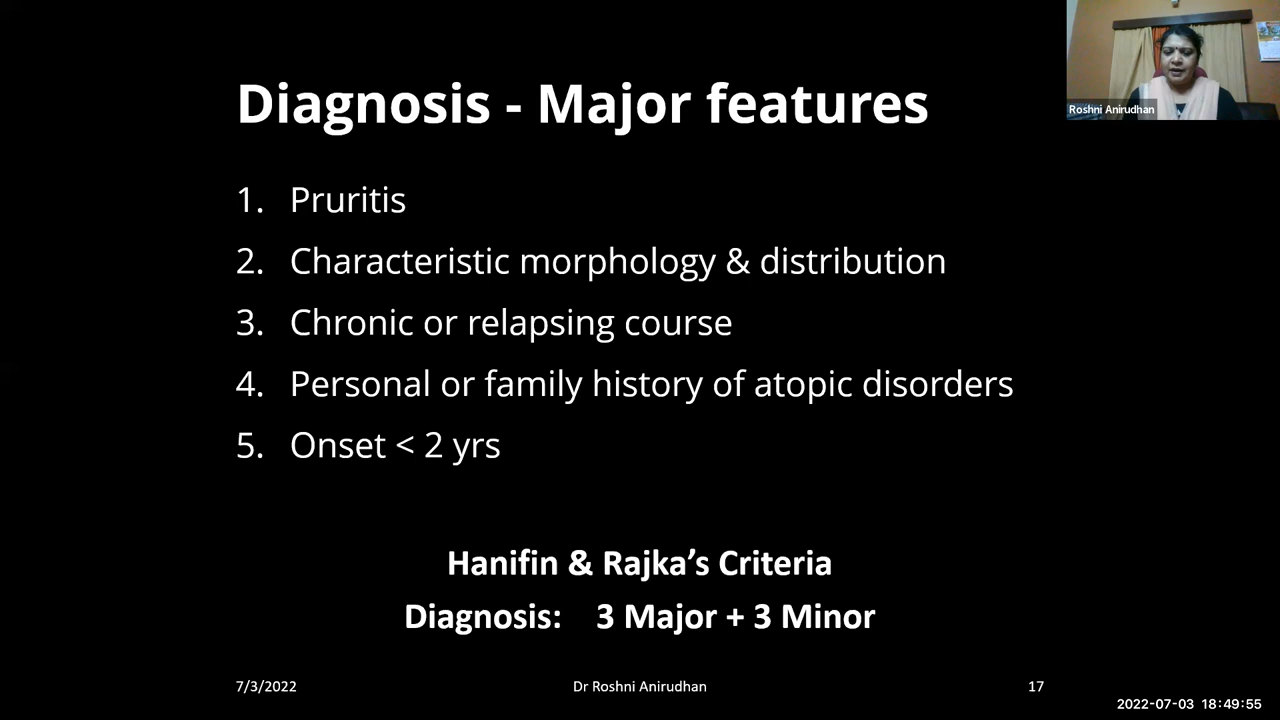 Diagnosis - Major features
Roshni Anirudhan
1. Pruritis
2. Characteristic morphology & distribution
3. Chronic or relapsing course
4. Personal or family history of atopic disorders
5. Onset < 2 yrs
Hanifin & Rajka’s Criteria
Diagnosis: 3 Major + 3 Minor
7/3/2022 Dr Roshni Anirudhan 17
2022-07-03 18:49:55